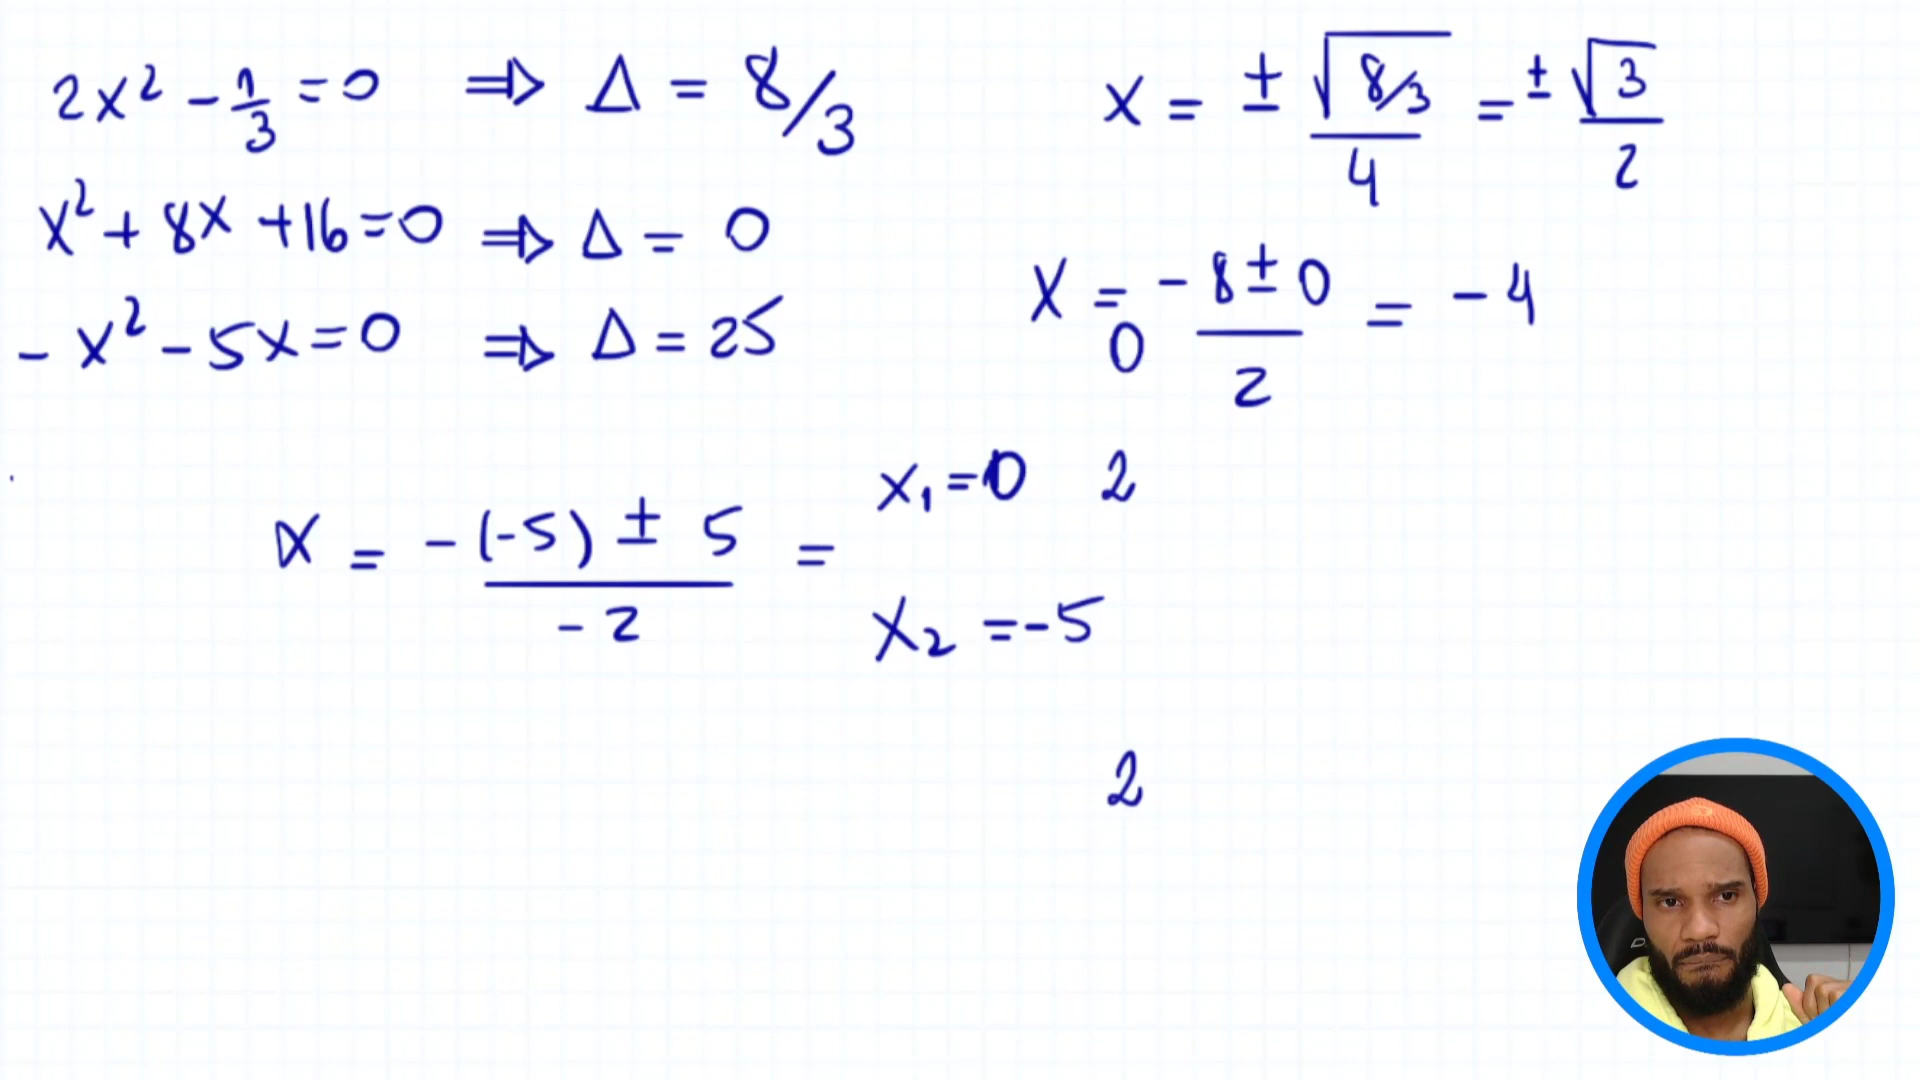 2x² - 1/3 = 0 ⇒ Δ = 8/3
x = ± √(8/3) / 4 = ± √3 / 2
x² + 8x + 16 = 0 ⇒ Δ = 0
x = - 8 ± 0 / 2 = - 4
0
- x² - 5x = 0 ⇒ Δ = 25
x = - (-5) ± 5 / - 2 =
x₁ = 0 2
x₂ = - 5
2